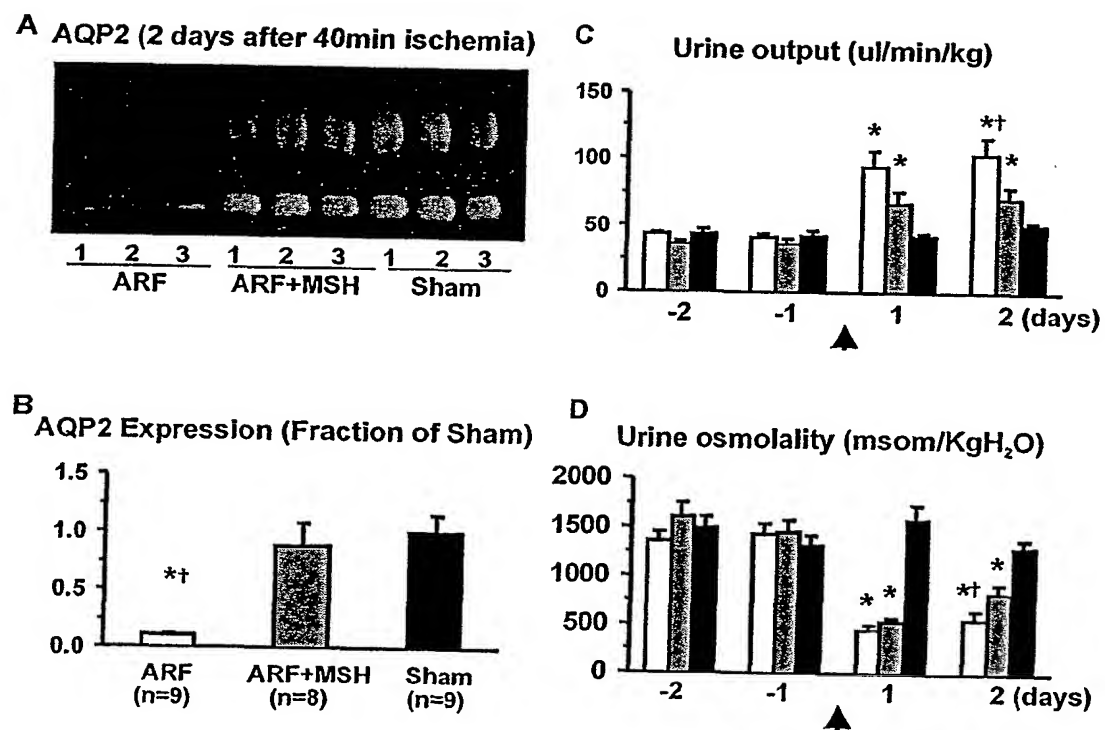 A AQP2 (2 days after 40min ischemia)
1 2 3 1 2 3 1 2 3
ARF ARF+MSH Sham
B
AQP2 Expression (Fraction of Sham)
1.5
1.0
0.5
0.0
*†
ARF ARF+MSH Sham
(n=9) (n=8) (n=9)
C
Urine output (ul/min/kg)
150
100
50
0
* * *† *
-2 -1 1 2 (days)
D
Urine osmolality (msom/KgH₂O)
2000
1500
1000
500
0
* * *† *
-2 -1 1 2 (days)